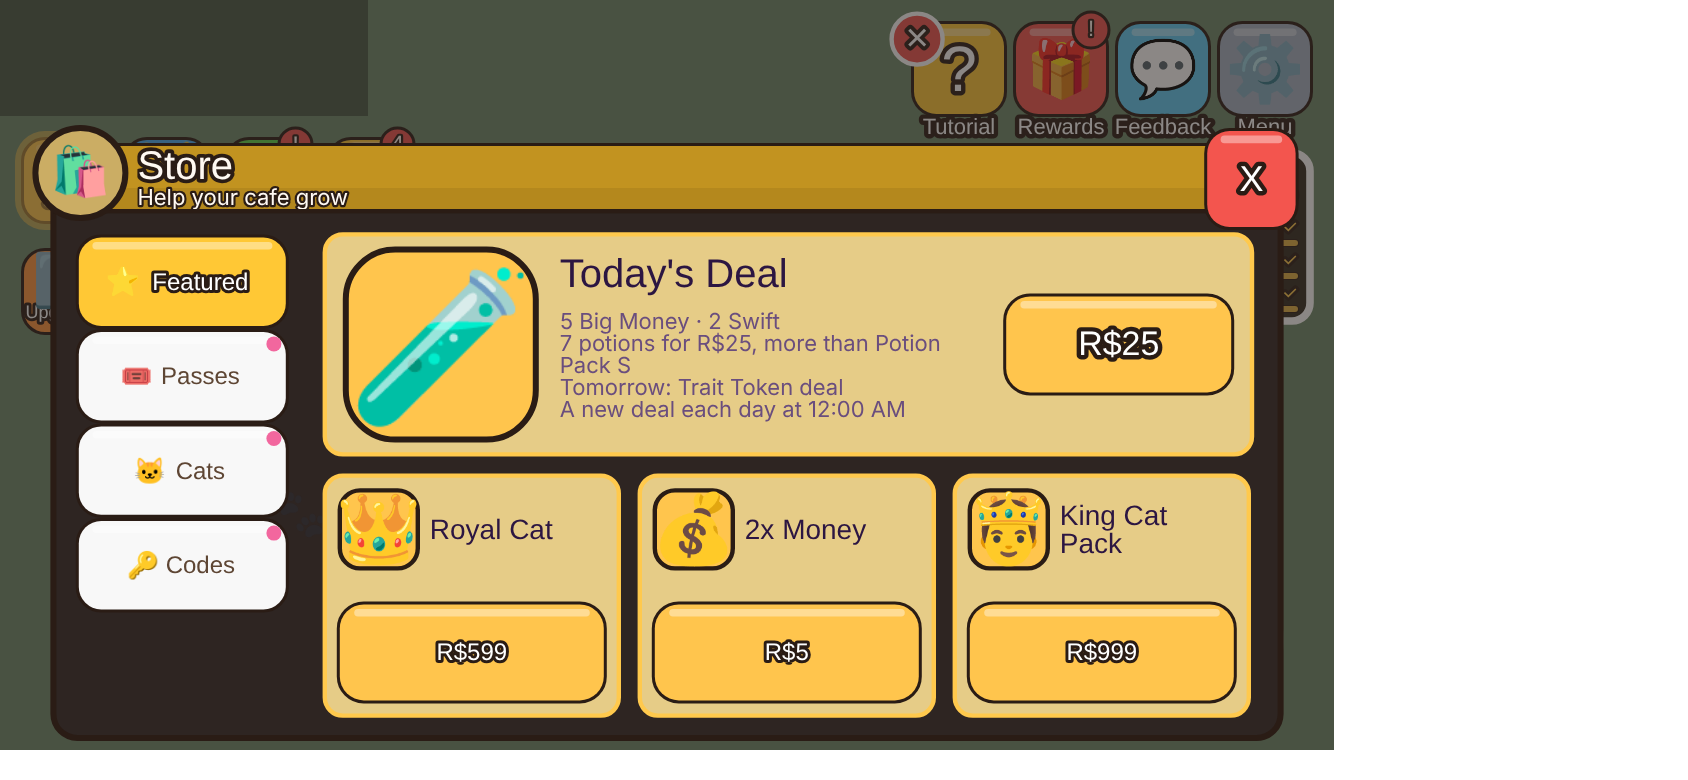 ?
!
Tutorial
Rewards
Feedback
Menu
!
4
Store
Help your cafe grow
X
Featured
Passes
Cats
Codes
Today's Deal
5 Big Money · 2 Swift
7 potions for R$25, more than Potion
Pack S
Tomorrow: Trait Token deal
A new deal each day at 12:00 AM
R$25
Royal Cat
R$599
2x Money
R$5
King Cat
Pack
R$999